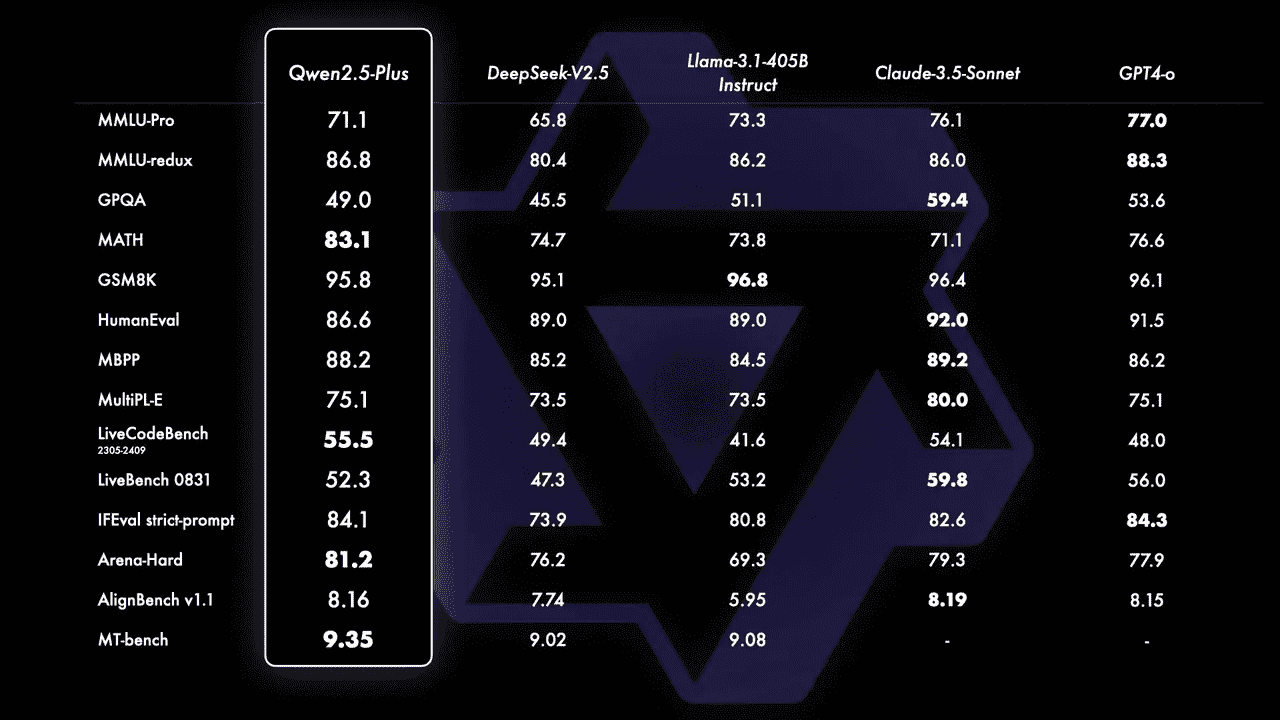 Qwen2.5-Plus DeepSeek-V2.5 Llama-3.1-405B Instruct Claude-3.5-Sonnet GPT4-o
MMLU-Pro 71.1 65.8 73.3 76.1 77.0
MMLU-redux 86.8 80.4 86.2 86.0 88.3
GPQA 49.0 45.5 51.1 59.4 53.6
MATH 83.1 74.7 73.8 71.1 76.6
GSM8K 95.8 95.1 96.8 96.4 96.1
HumanEval 86.6 89.0 89.0 92.0 91.5
MBPP 88.2 85.2 84.5 89.2 86.2
MultiPL-E 75.1 73.5 73.5 80.0 75.1
LiveCodeBench 55.5 49.4 41.6 54.1 48.0
2305-2409
LiveBench 0831 52.3 47.3 53.2 59.8 56.0
IFEval strict-prompt 84.1 73.9 80.8 82.6 84.3
Arena-Hard 81.2 76.2 69.3 79.3 77.9
AlignBench v1.1 8.16 7.74 5.95 8.19 8.15
MT-bench 9.35 9.02 9.08 - -